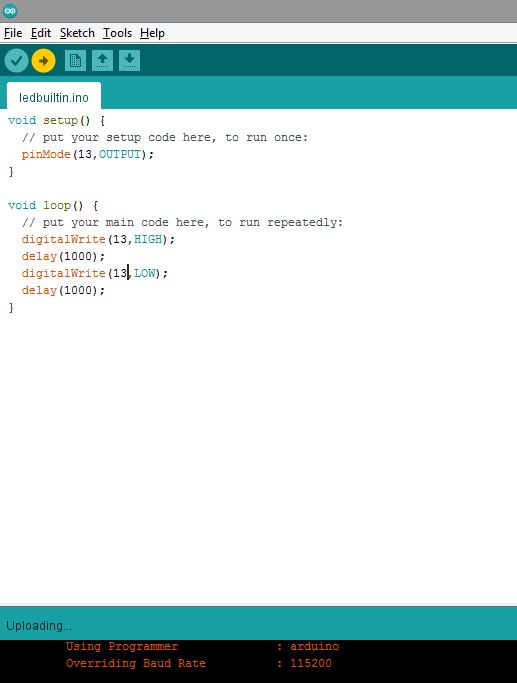 File Edit Sketch Tools Help
ledbuiltin.ino
void setup() {
  // put your setup code here, to run once:
  pinMode(13,OUTPUT);
}

void loop() {
  // put your main code here, to run repeatedly:
  digitalWrite(13,HIGH);
  delay(1000);
  digitalWrite(13,LOW);
  delay(1000);
}
Uploading...
Using Programmer : arduino
Overriding Baud Rate : 115200